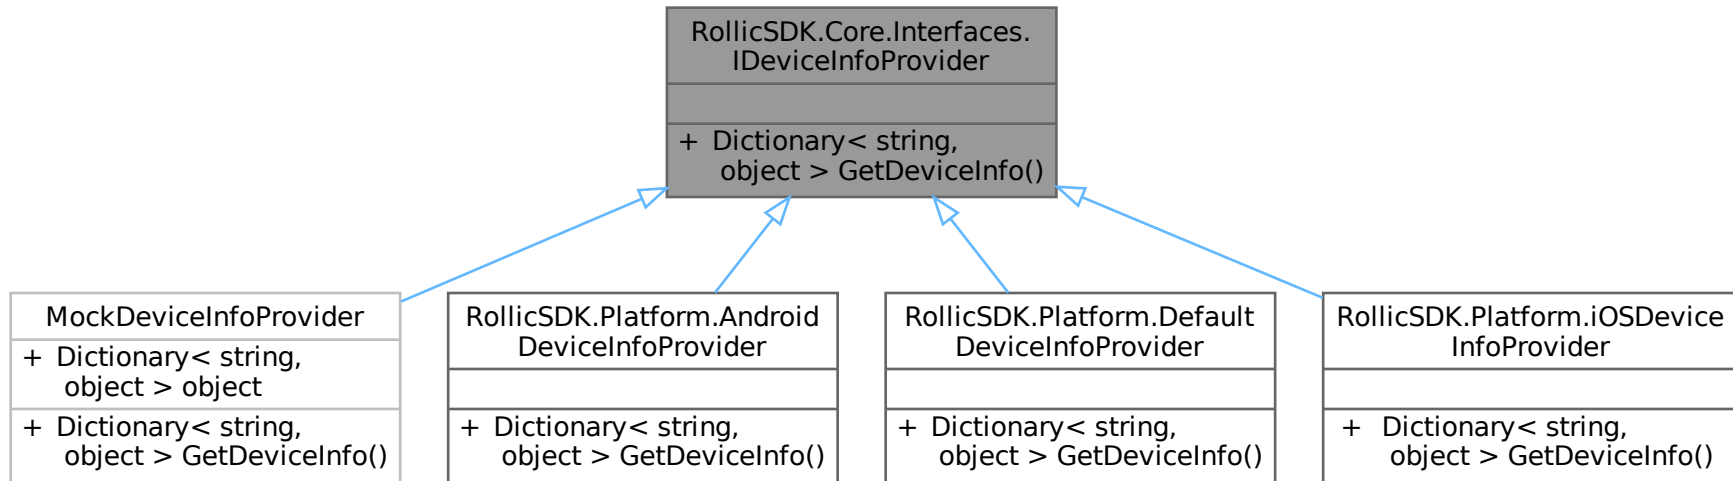 RollicSDK.Core.Interfaces.
IDeviceInfoProvider
+ Dictionary< string,
object > GetDeviceInfo()
MockDeviceInfoProvider
+ Dictionary< string,
object > object
+ Dictionary< string,
object > GetDeviceInfo()
RollicSDK.Platform.Android
DeviceInfoProvider
+ Dictionary< string,
object > GetDeviceInfo()
RollicSDK.Platform.Default
DeviceInfoProvider
+ Dictionary< string,
object > GetDeviceInfo()
RollicSDK.Platform.iOSDevice
InfoProvider
+ Dictionary< string,
object > GetDeviceInfo()